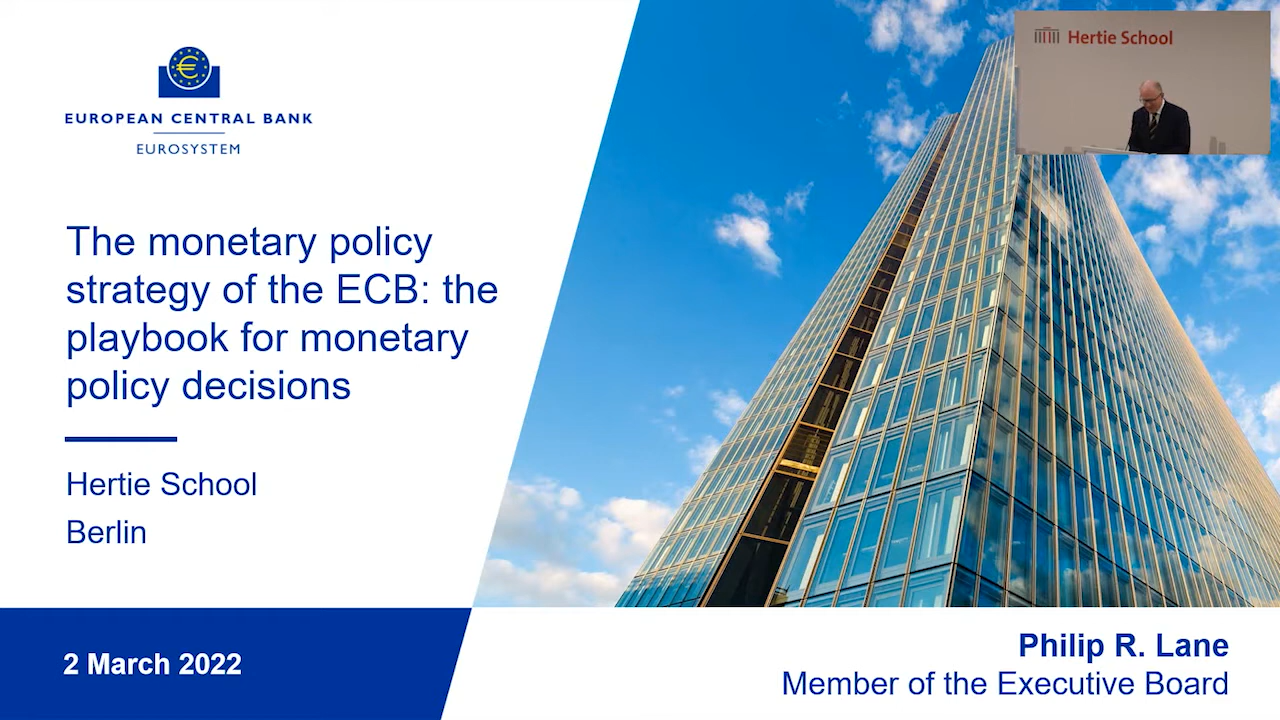 EUROPEAN CENTRAL BANK
EUROSYSTEM
Hertie School
The monetary policy
strategy of the ECB: the
playbook for monetary
policy decisions
Hertie School
Berlin
2 March 2022
Philip R. Lane
Member of the Executive Board